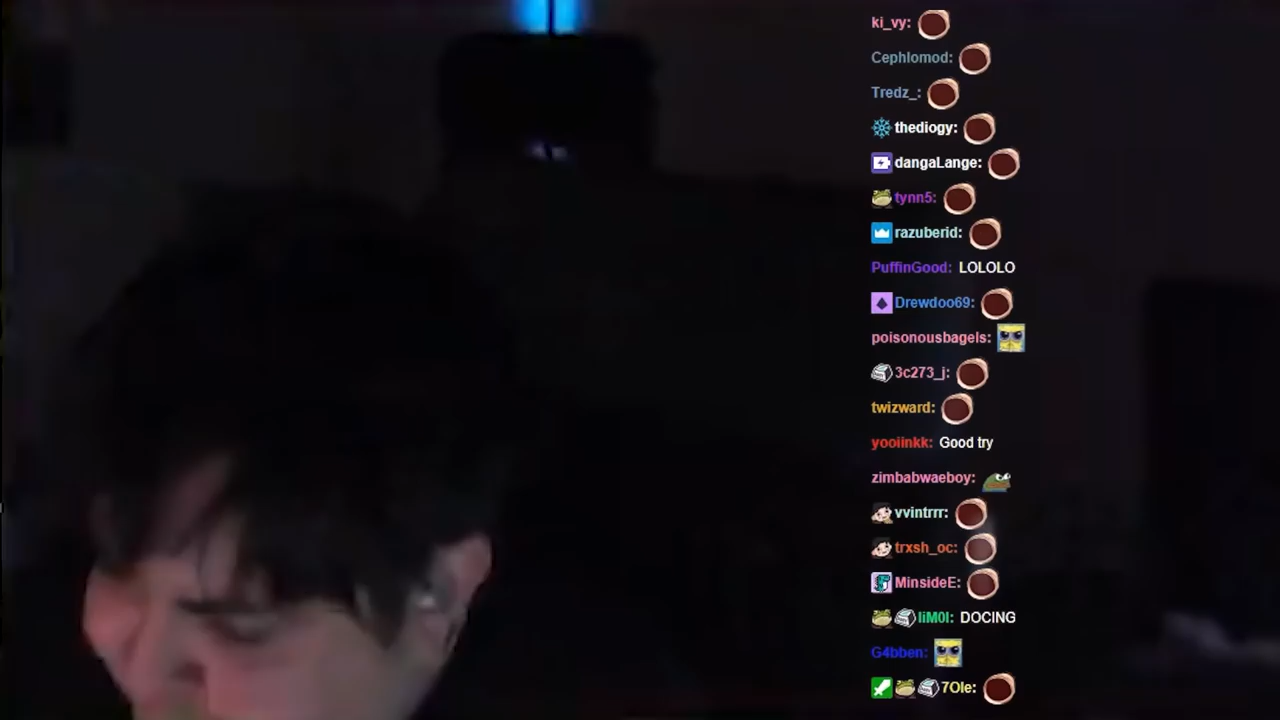 ki_vy:
Cephlomod:
Tredz_:
thediogy:
dangaLange:
tynn5:
razuberid:
PuffinGood: LOLOLO
Drewdoo69:
poisonousbagels:
3c273_j:
twizward:
yooiinkk: Good try
zimbabwaeboy:
vvintrrr:
trxsh_oc:
MinsideE:
liM0l: DOCING
G4bben:
7Ole: